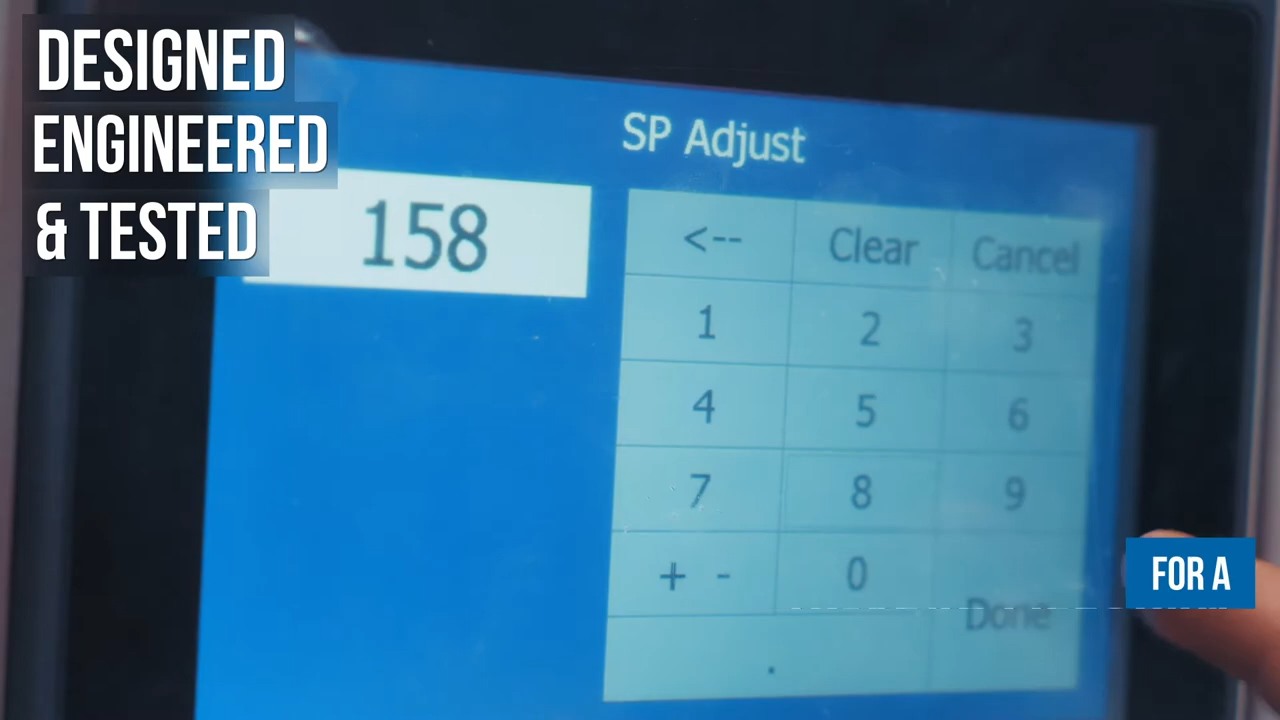 DESIGNED
ENGINEERED
& TESTED
SP Adjust
158
<-- Clear Cancel
1 2 3
4 5 6
7 8 9
+ - 0
Done
.
FOR A